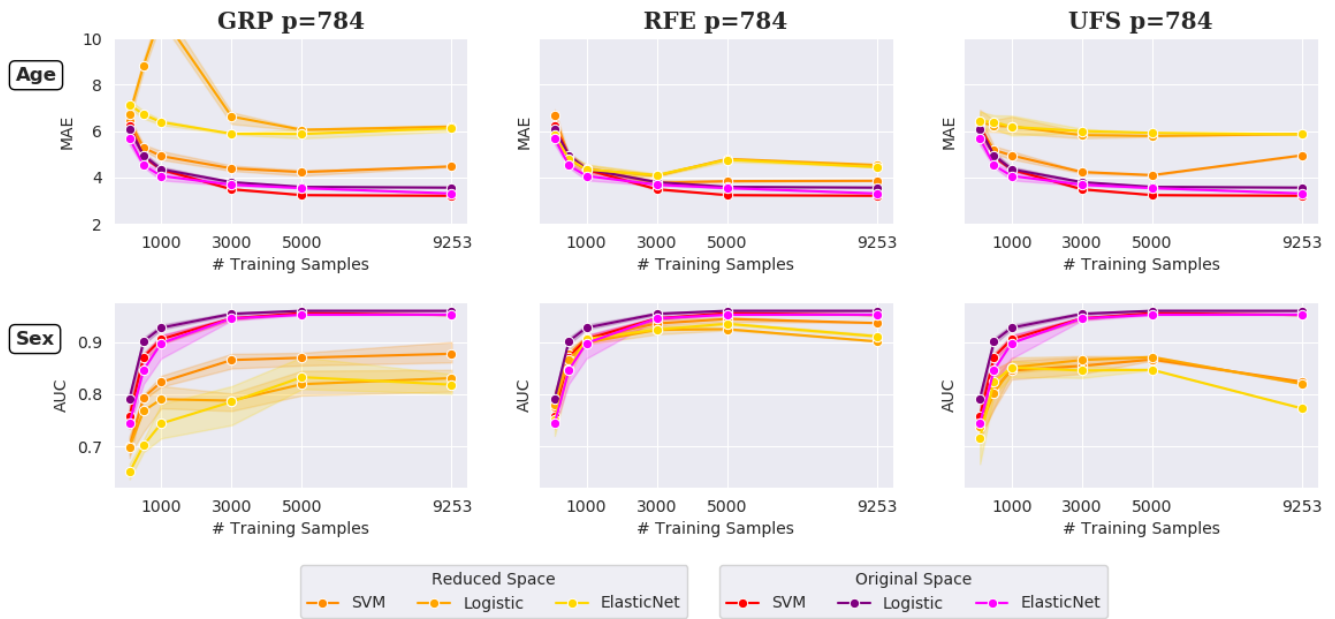 GRP p=784
RFE p=784
UFS p=784
Age
MAE
10
8
6
4
2
1000 3000 5000 9253
# Training Samples
MAE
1000 3000 5000 9253
# Training Samples
MAE
1000 3000 5000 9253
# Training Samples
Sex
AUC
0.9
0.8
0.7
1000 3000 5000 9253
# Training Samples
AUC
1000 3000 5000 9253
# Training Samples
AUC
1000 3000 5000 9253
# Training Samples
Reduced Space
SVM Logistic ElasticNet
Original Space
SVM Logistic ElasticNet